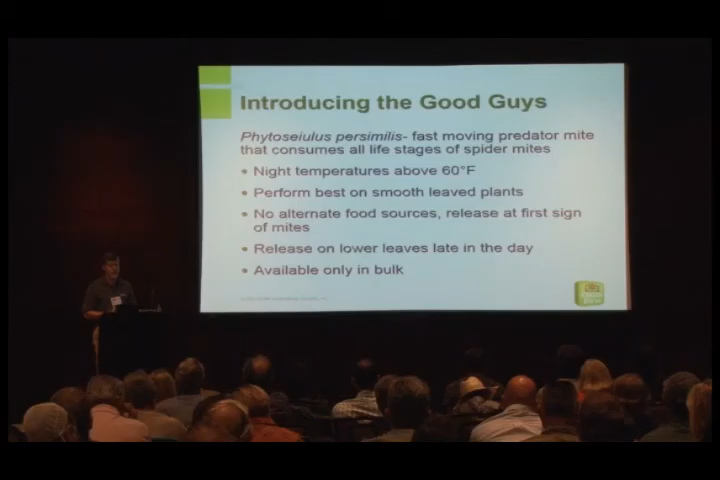 Introducing the Good Guys
Phytoseiulus persimilis- fast moving predator mite
that consumes all life stages of spider mites
• Night temperatures above 60°F
• Perform best on smooth leaved plants
• No alternate food sources, release at first sign
of mites
• Release on lower leaves late in the day
• Available only in bulk